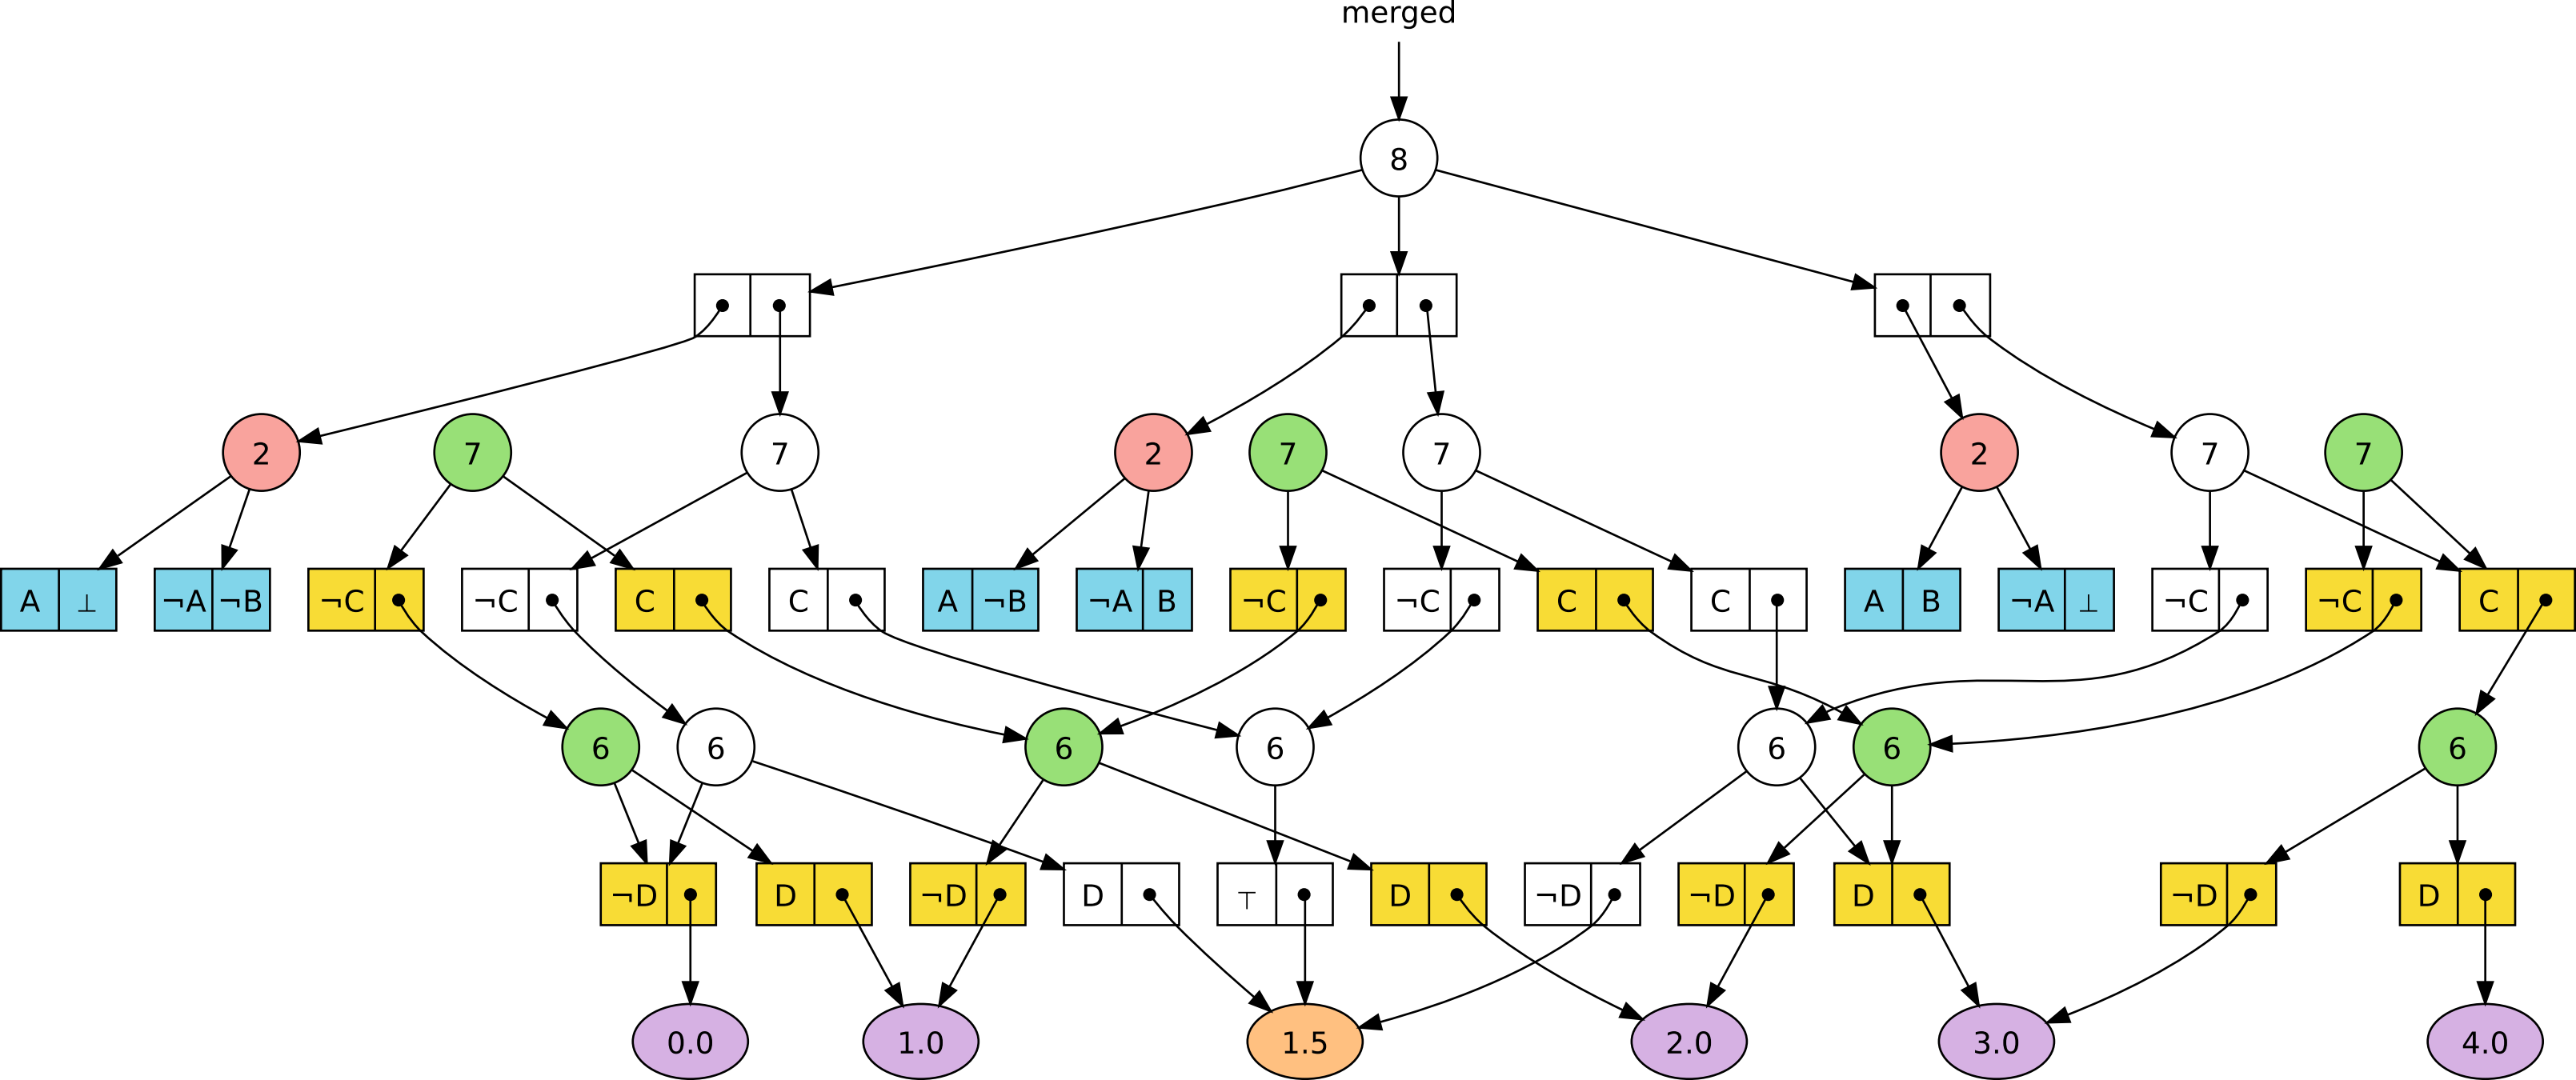 merged
8
2 7 7 2 7 7 2 7 7
A ⊥ ¬A ¬B ¬C ¬C C C A ¬B ¬A B ¬C ¬C C C A B ¬A ⊥ ¬C ¬C C
6 6 6 6 6 6 6
¬D D ¬D D ⊤ D ¬D ¬D D ¬D D
0.0 1.0 1.5 2.0 3.0 4.0